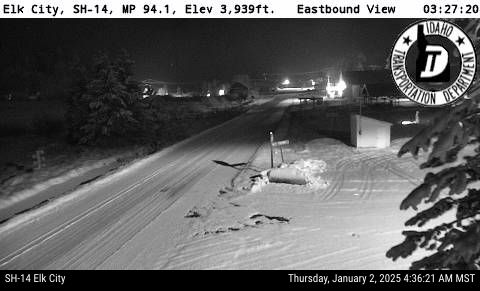 Elk City, SH-14, MP 94.1, Elev 3,939ft. Eastbound View 03:27:20
IDAHO
TRANSPORTATION DEPARTMENT
SH-14 Elk City Thursday, January 2, 2025 4:36:21 AM MST